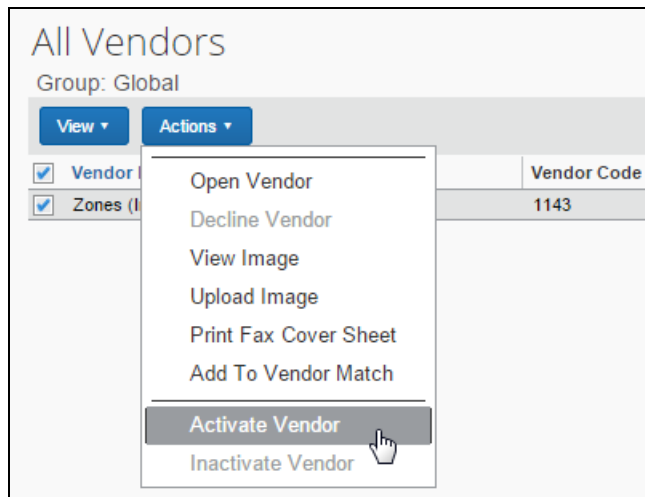 All Vendors
Group: Global
View Actions
Vendor Vendor Code
Zones 1143
Open Vendor
Decline Vendor
View Image
Upload Image
Print Fax Cover Sheet
Add To Vendor Match
Activate Vendor
Inactivate Vendor